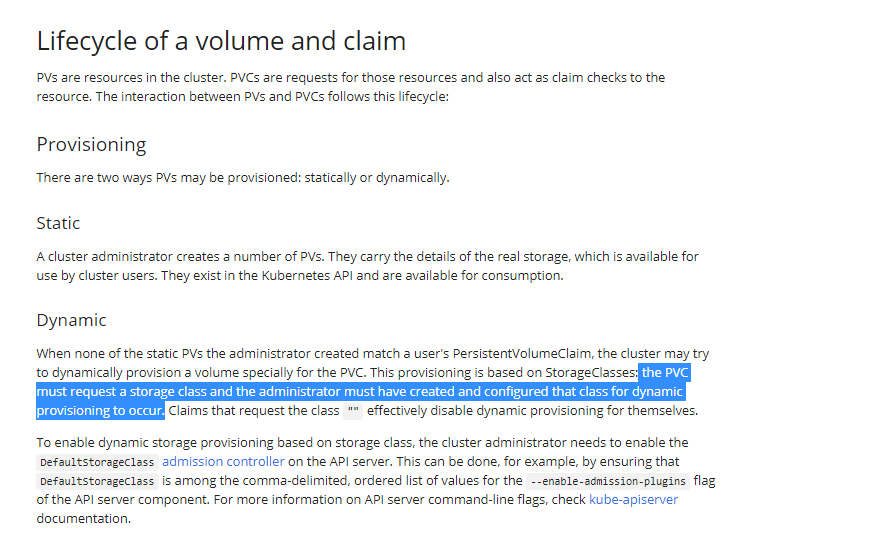 Lifecycle of a volume and claim
PVs are resources in the cluster. PVCs are requests for those resources and also act as claim checks to the
resource. The interaction between PVs and PVCs follows this lifecycle:
Provisioning
There are two ways PVs may be provisioned: statically or dynamically.
Static
A cluster administrator creates a number of PVs. They carry the details of the real storage, which is available for
use by cluster users. They exist in the Kubernetes API and are available for consumption.
Dynamic
When none of the static PVs the administrator created match a user's PersistentVolumeClaim, the cluster may try
to dynamically provision a volume specially for the PVC. This provisioning is based on StorageClasses: the PVC
must request a storage class and the administrator must have created and configured that class for dynamic
provisioning to occur. Claims that request the class "" effectively disable dynamic provisioning for themselves.
To enable dynamic storage provisioning based on storage class, the cluster administrator needs to enable the
DefaultStorageClass admission controller on the API server. This can be done, for example, by ensuring that
DefaultStorageClass is among the comma-delimited, ordered list of values for the --enable-admission-plugins flag
of the API server component. For more information on API server command-line flags, check kube-apiserver
documentation.